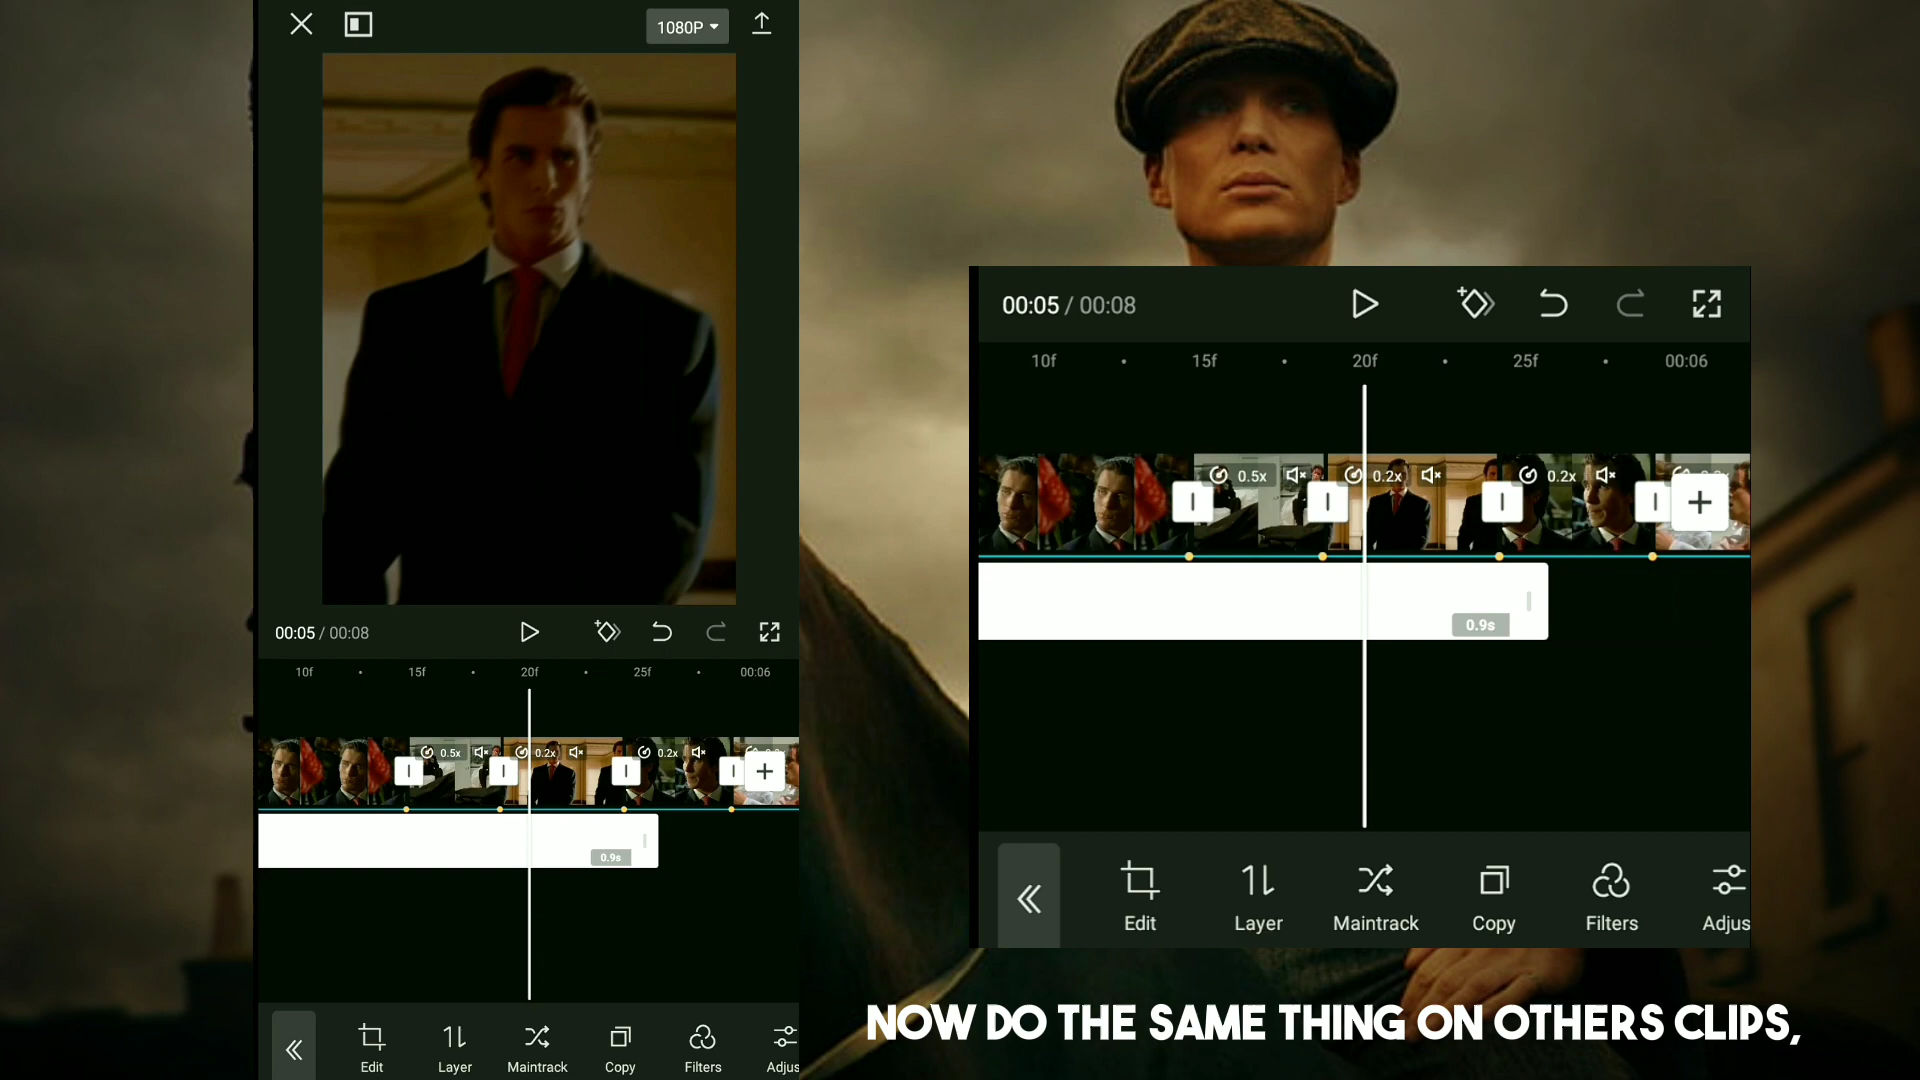 1080P
00:05 / 00:08
10f 15f 20f 25f 00:06
0.5x 0.2x 0.2x
0.9s
Edit Layer Maintrack Copy Filters Adjus
00:05 / 00:08
10f 15f 20f 25f 00:06
0.5x 0.2x 0.2x
0.9s
Edit Layer Maintrack Copy Filters Adjus
NOW DO THE SAME THING ON OTHERS CLIPS,